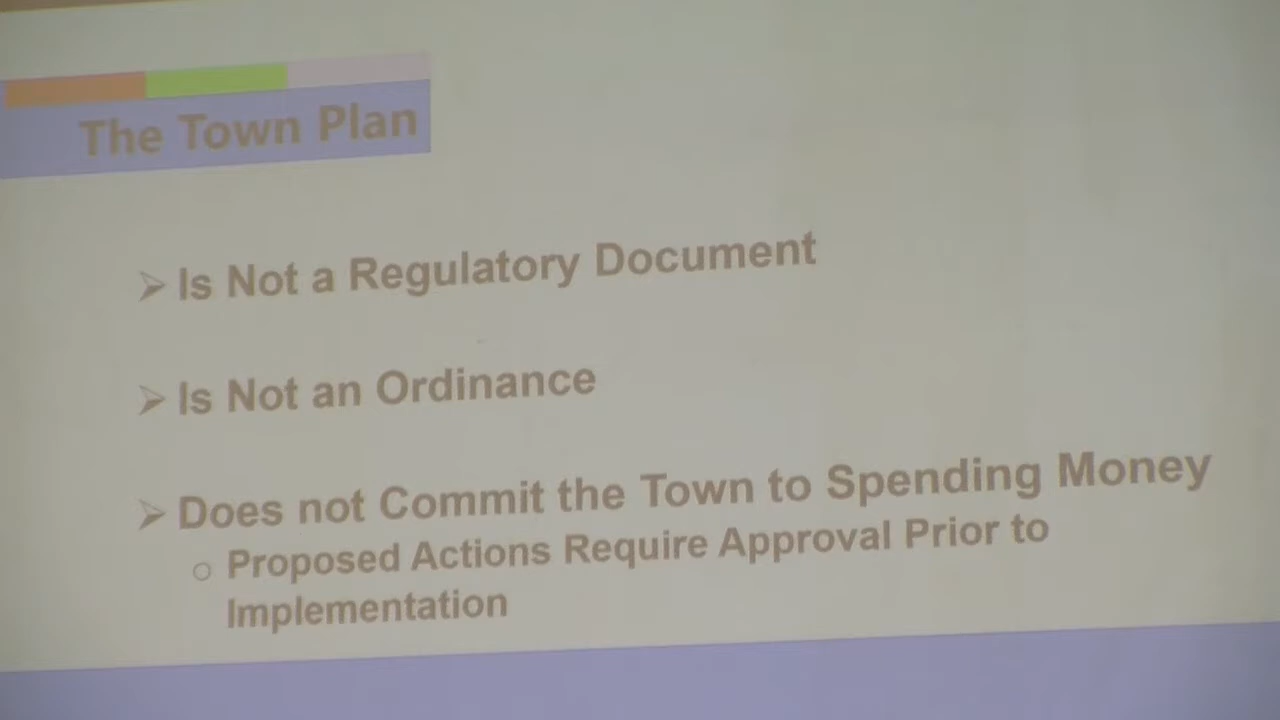 The Town Plan
Is Not a Regulatory Document
Is Not an Ordinance
Does not Commit the Town to Spending Money
Proposed Actions Require Approval Prior to
Implementation